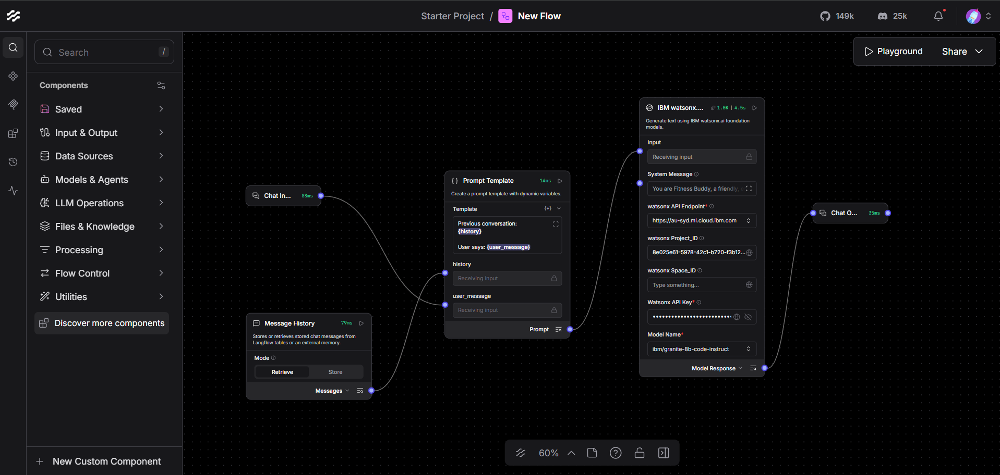 Starter Project / New Flow
149k
25k
Search /
Playground
Share
Components
Saved
Input & Output
Data Sources
Models & Agents
LLM Operations
Files & Knowledge
Processing
Flow Control
Utilities
Discover more components
New Custom Component
Chat In... 88ms
Message History 79ms
Stores or retrieves stored chat messages from
Langflow tables or an external memory.
Mode
Retrieve Store
Messages
{ } Prompt Template 14ms
Create a prompt template with dynamic variables.
Template {+}
Previous conversation:
{history}
User says: {user_message}
history
Receiving input
user_message
Receiving input
Prompt
IBM watsonx.... 1.0K | 4.5s
Generate text using IBM watsonx.ai foundation
models.
Input
Receiving input
System Message
You are Fitness Buddy, a friendly,
watsonx API Endpoint*
https://au-syd.ml.cloud.ibm.com
watsonx Project_ID
8e025e61-5978-42c1-b720-f3b12...
watsonx Space_ID
Type something...
Watsonx API Key*
••••••••••••••••••••••••••
Model Name*
ibm/granite-8b-code-instruct
Model Response
Chat O... 35ms
60%